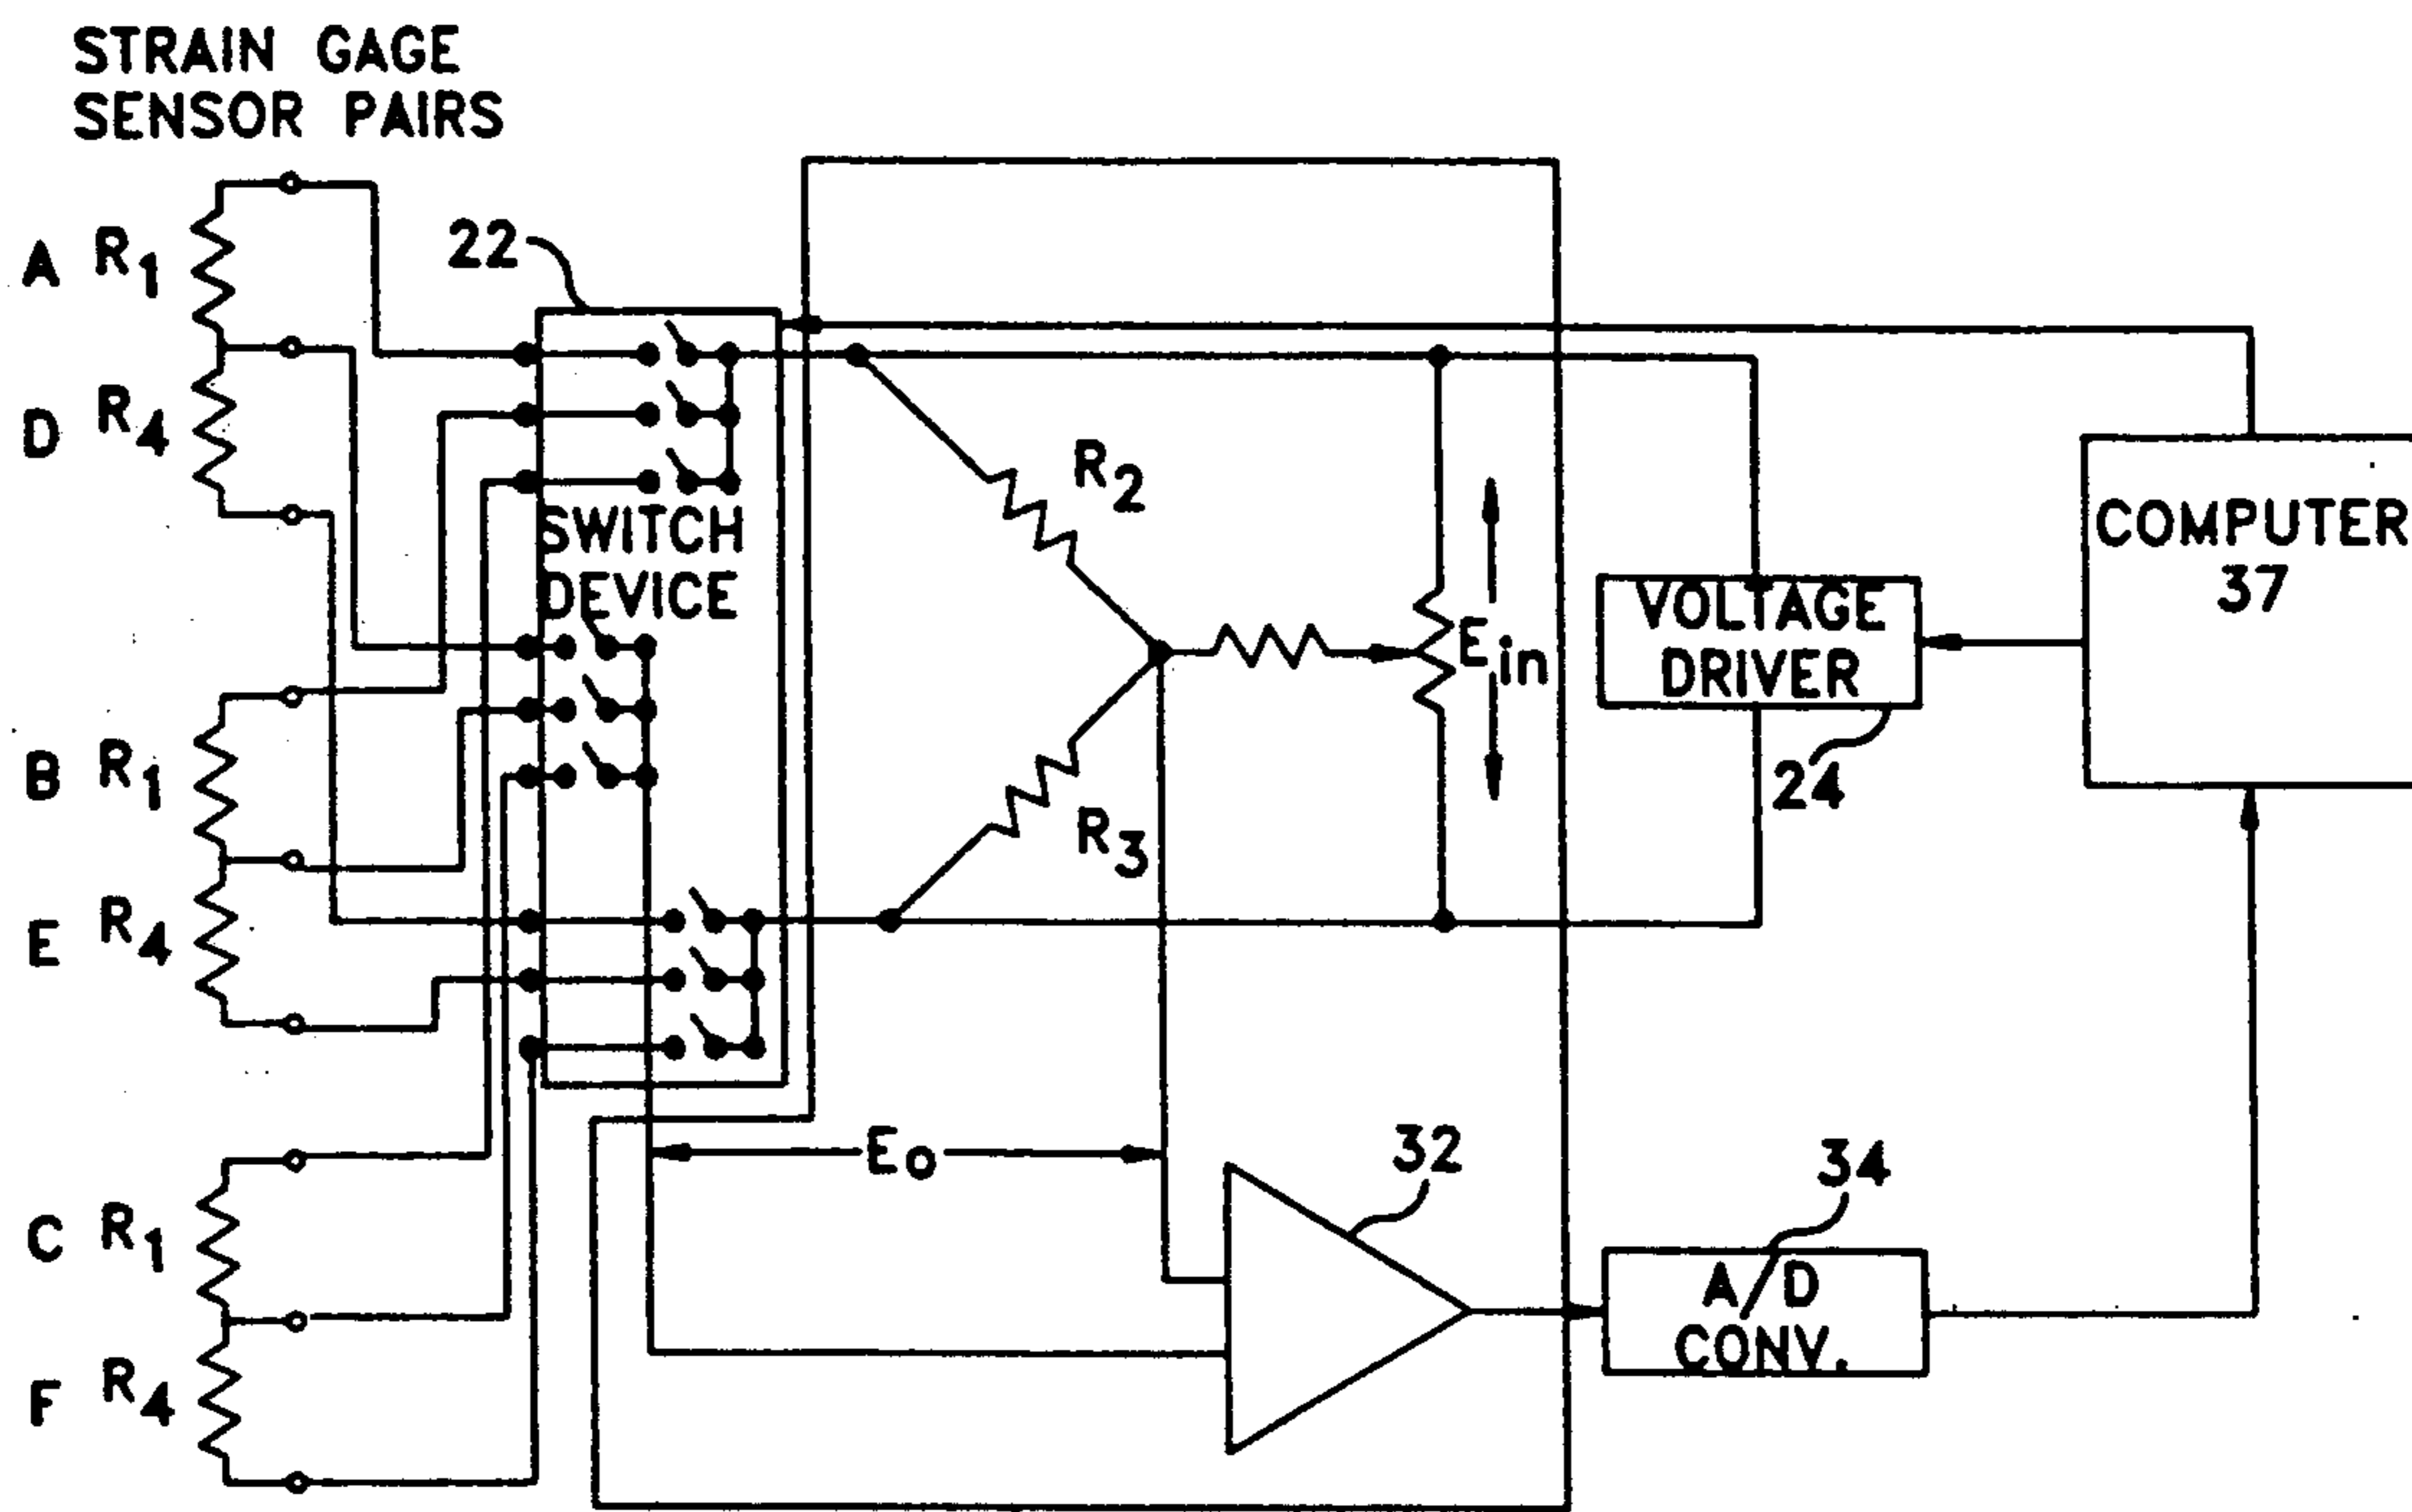 STRAIN GAGE
SENSOR PAIRS
A R1
22
D R4
R2
SWITCH
DEVICE
COMPUTER
37
VOLTAGE
DRIVER
Ein
B R1
24
R3
E R4
Eo
32
34
C R1
A/D
CONV.
F R4